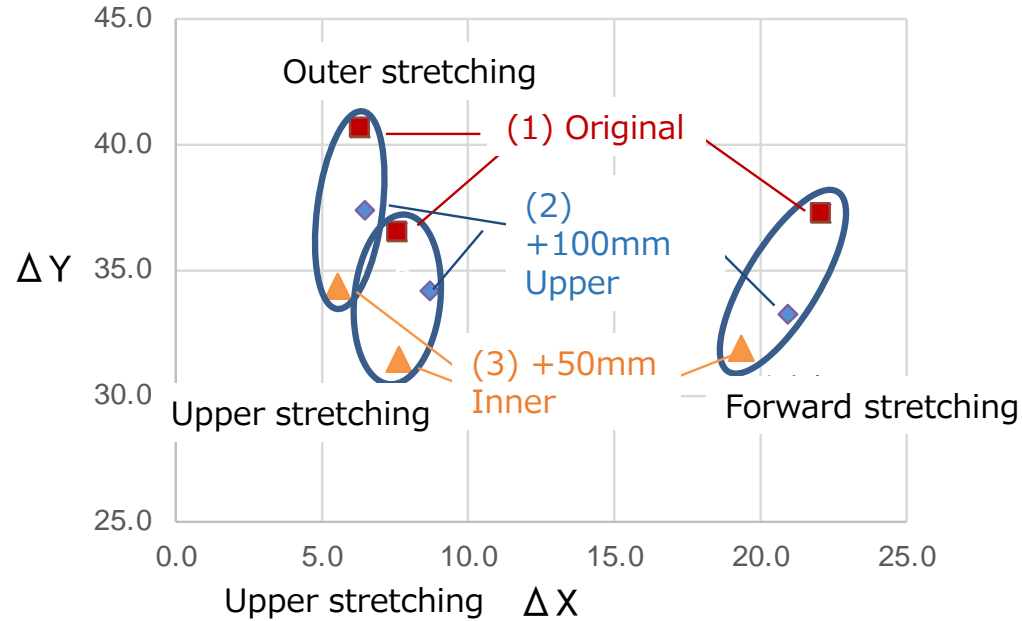 45.0
Outer stretching
(1) Original
40.0
(2)
+100mm
Upper
ΔY
35.0
(3) +50mm
Inner
30.0
Upper stretching
Forward stretching
25.0
0.0 5.0 10.0 15.0 20.0 25.0
Upper stretching ΔX